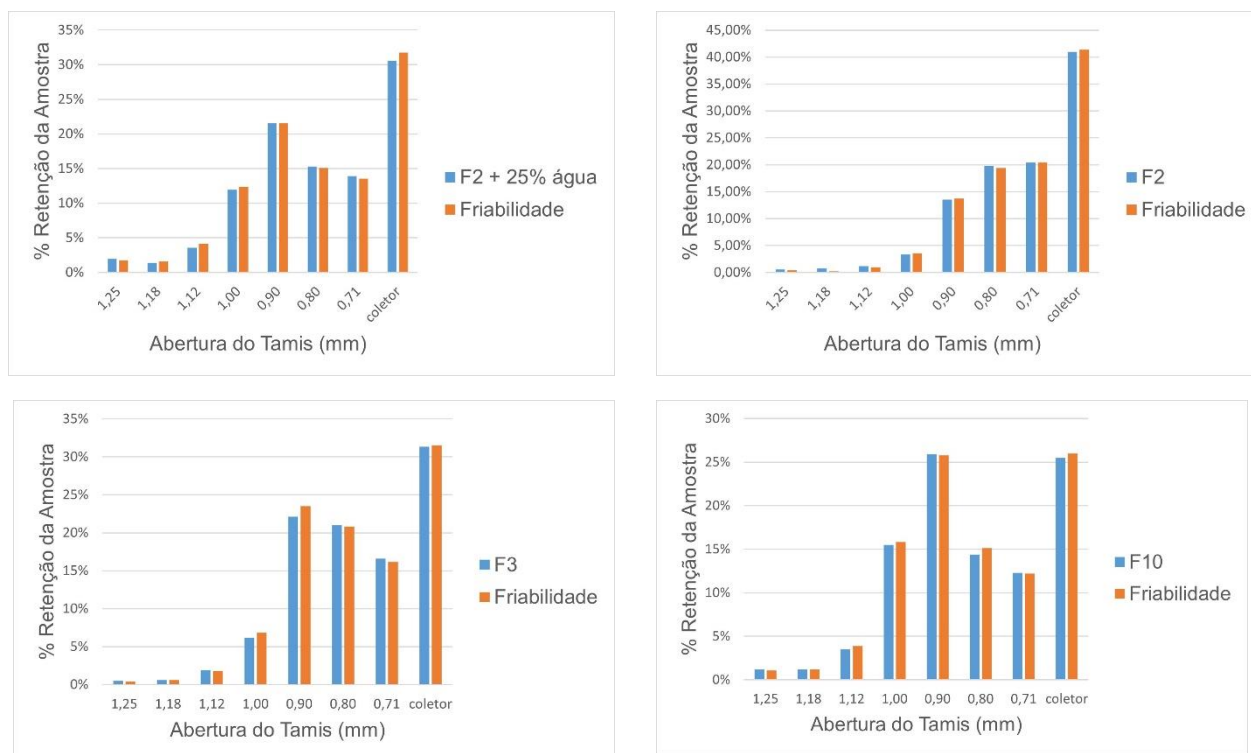 % Retenção da Amostra
35%
30%
25%
20%
15%
10%
5%
0%
1,25
1,18
1,12
1,00
0,90
0,80
0,71
coletor
Abertura do Tamis (mm)
F2 + 25% água
Friabilidade
% Retenção da Amostra
45,00%
40,00%
35,00%
30,00%
25,00%
20,00%
15,00%
10,00%
5,00%
0,00%
1,25
1,18
1,12
1,00
0,90
0,80
0,71
coletor
Abertura do Tamis (mm)
F2
Friabilidade
% Retenção da Amostra
35%
30%
25%
20%
15%
10%
5%
0%
1,25 1,18 1,12 1,00 0,90 0,80 0,71 coletor
Abertura do Tamis (mm)
F3
Friabilidade
% Retenção da Amostra
30%
25%
20%
15%
10%
5%
0%
1,25 1,18 1,12 1,00 0,90 0,80 0,71 coletor
Abertura do Tamis (mm)
F10
Friabilidade